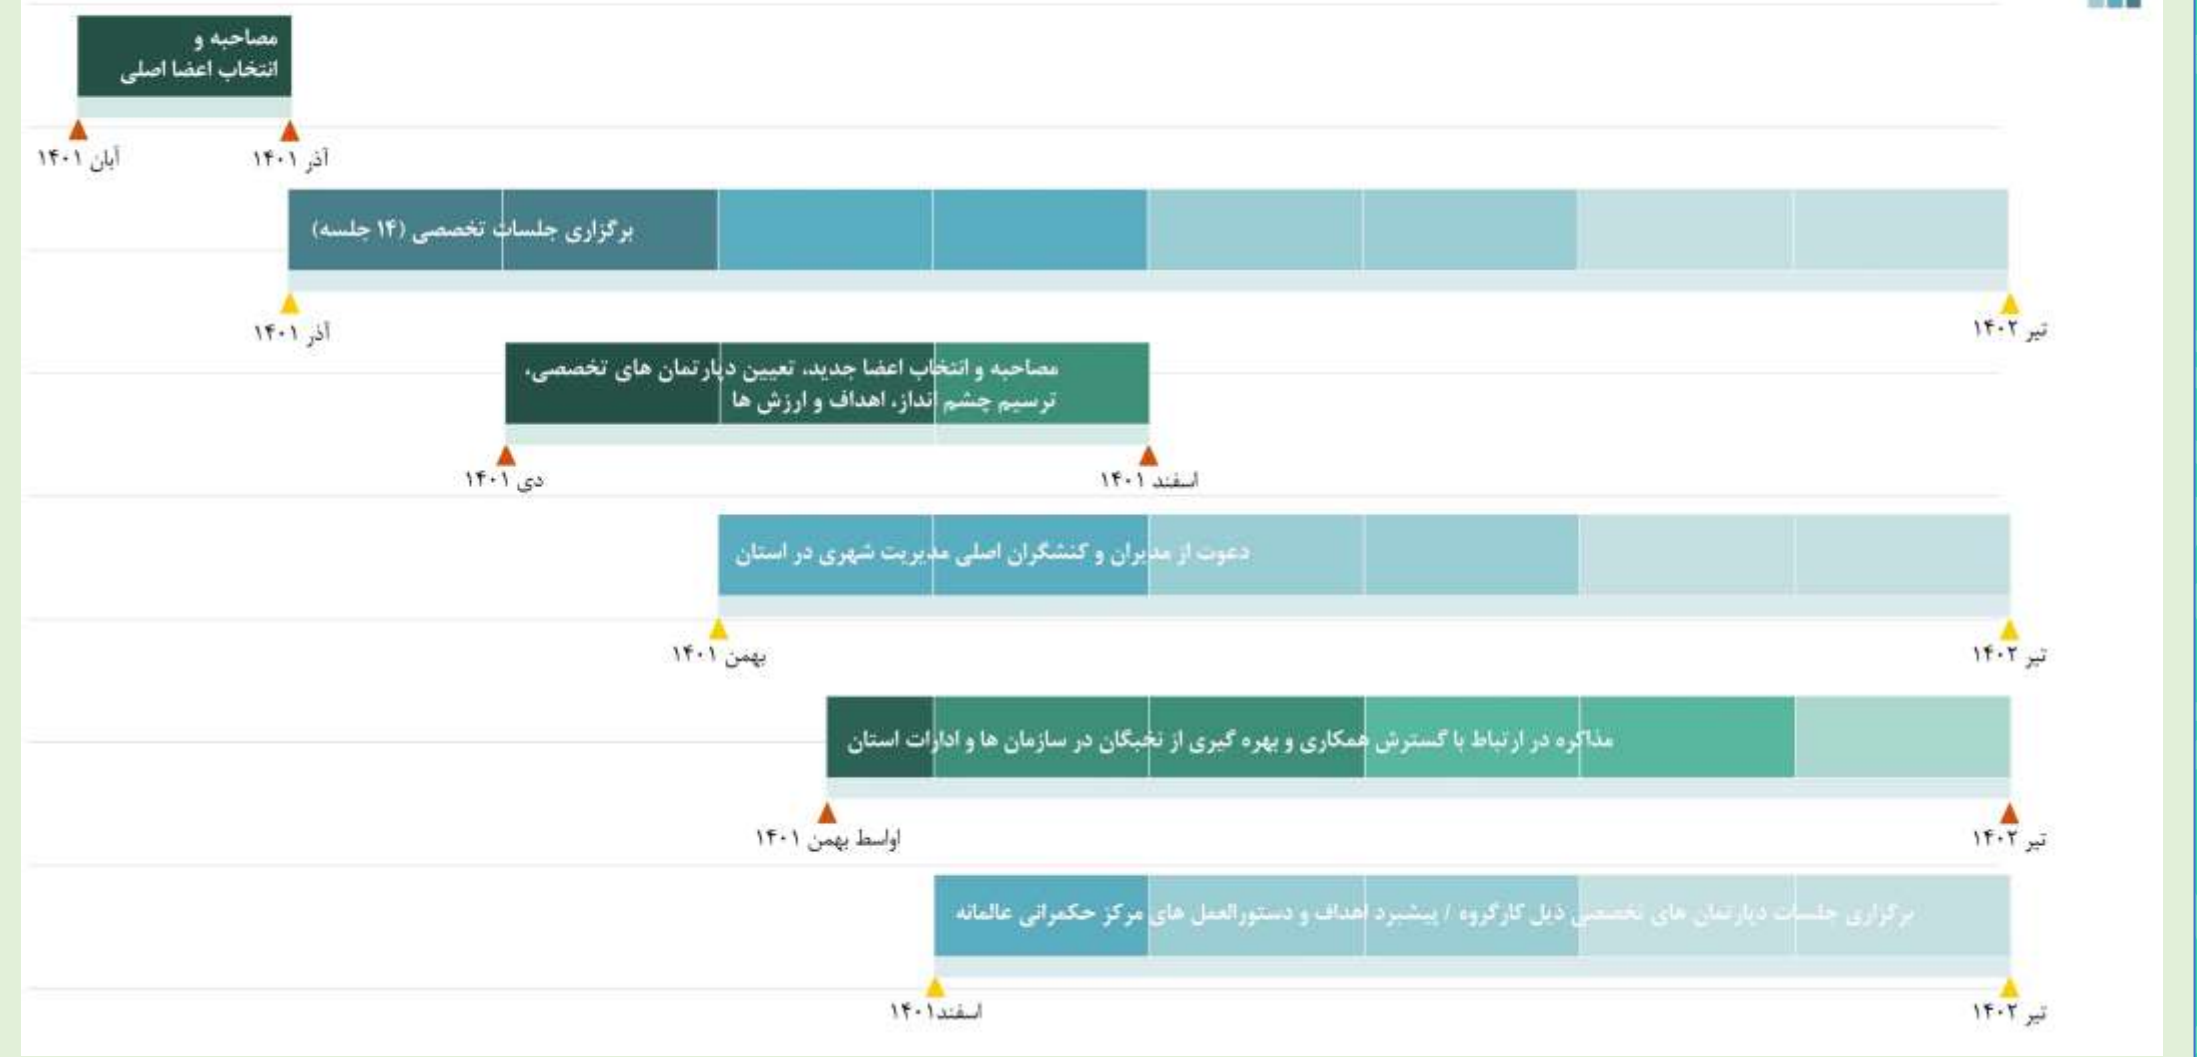 مصاحبه و
انتخاب اعضا اصلی
آبان ۱۴۰۱
آذر ۱۴۰۱
برگزاری جلسات تخصصی (۱۴ جلسه)
آذر ۱۴۰۱
تیر ۱۴۰۲
مصاحبه و انتخاب اعضا جدید، تعیین دپارتمان های تخصصی،
ترسیم چشم انداز، اهداف و ارزش ها
دی ۱۴۰۱
اسفند ۱۴۰۱
دعوت از مدیران و کنشگران اصلی مدیریت شهری در استان
بهمن ۱۴۰۱
تیر ۱۴۰۲
مذاکره در ارتباط با گسترش همکاری و بهره گیری از نخبگان در سازمان ها و ادارات استان
اواسط بهمن ۱۴۰۱
تیر ۱۴۰۲
برگزاری جلسات دپارتمان های تخصصی ذیل کارگروه / پیشبرد اهداف و دستورالعمل های مرکز حکمرانی عالمانه
اسفند۱۴۰۱
تیر ۱۴۰۲